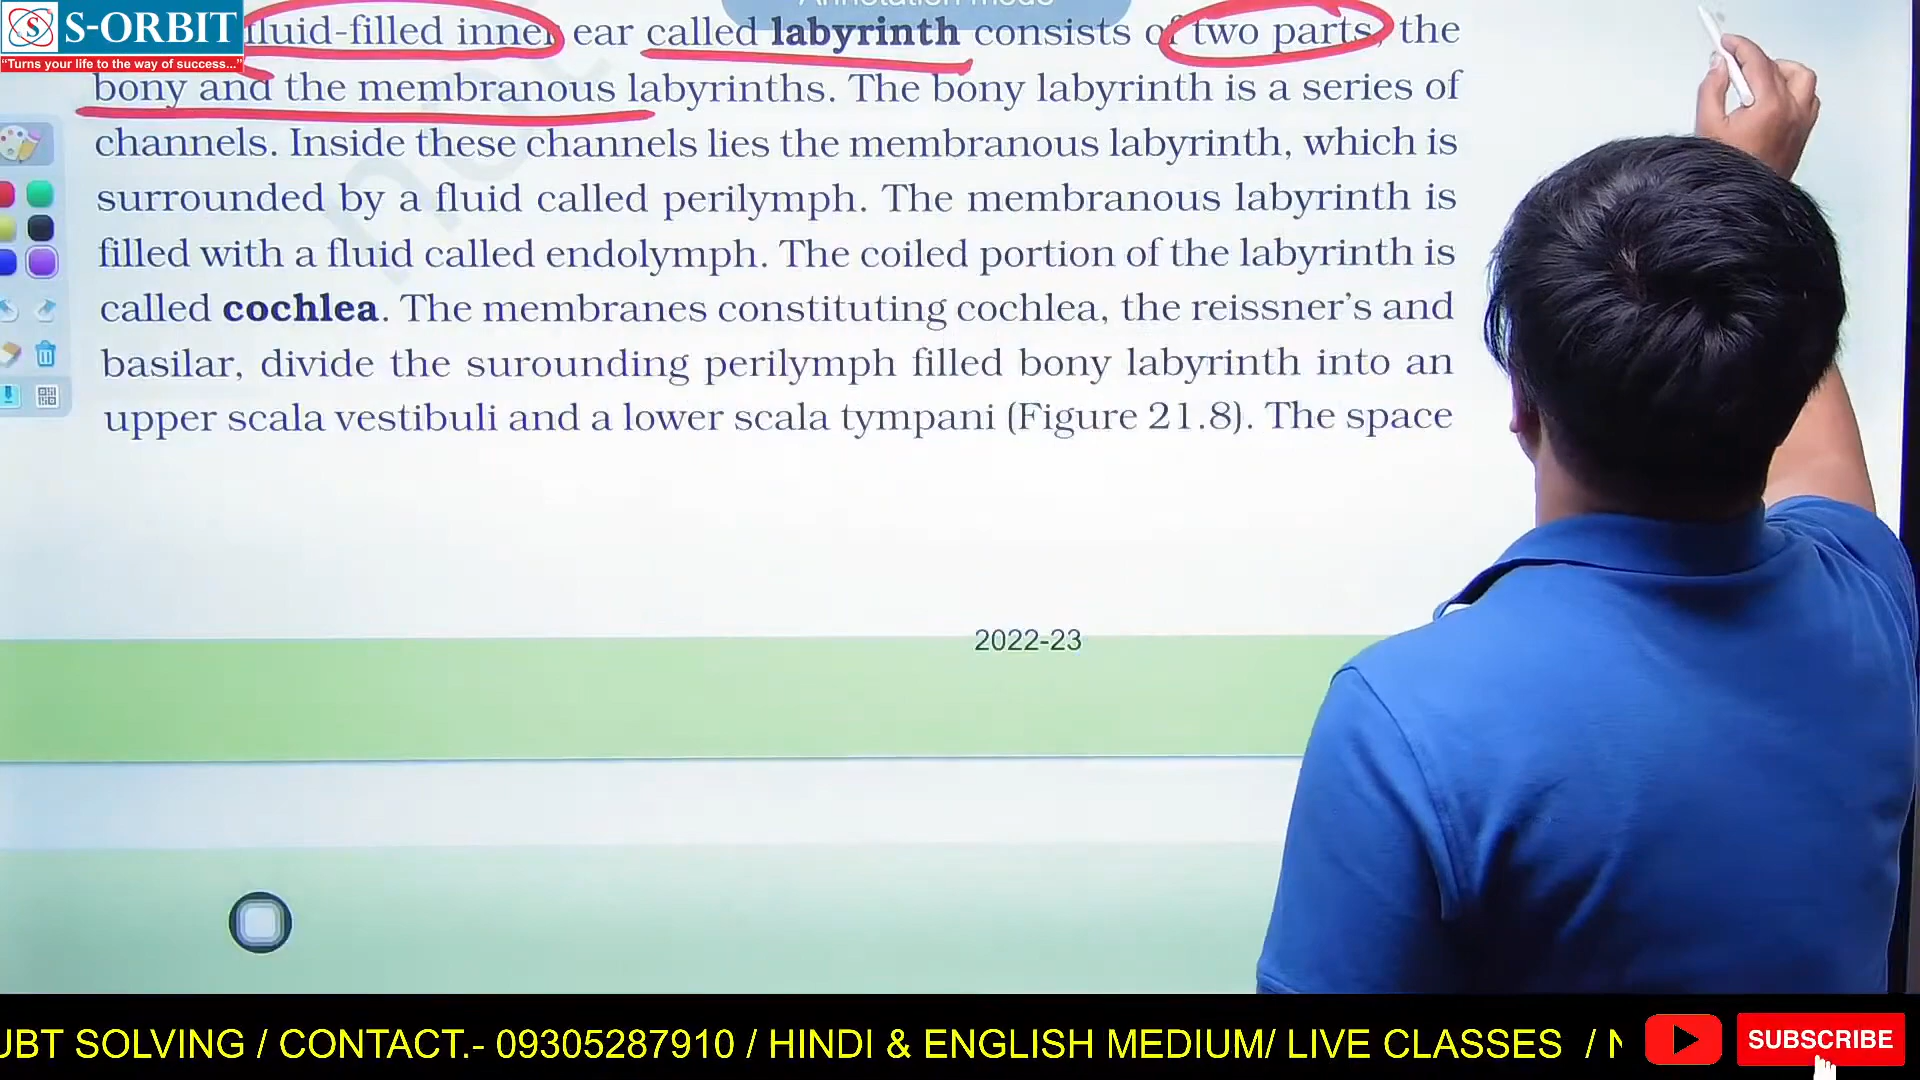 Annotation mode
S-ORBIT
"Turns your life to the way of success..."
fluid-filled inner ear called labyrinth consists of two parts, the
bony and the membranous labyrinths. The bony labyrinth is a series of
channels. Inside these channels lies the membranous labyrinth, which is
surrounded by a fluid called perilymph. The membranous labyrinth is
filled with a fluid called endolymph. The coiled portion of the labyrinth is
called cochlea. The membranes constituting cochlea, the reissner's and
basilar, divide the surounding perilymph filled bony labyrinth into an
upper scala vestibuli and a lower scala tympani (Figure 21.8). The space
2022-23
UBT SOLVING / CONTACT.- 09305287910 / HINDI & ENGLISH MEDIUM/ LIVE CLASSES / N
SUBSCRIBE